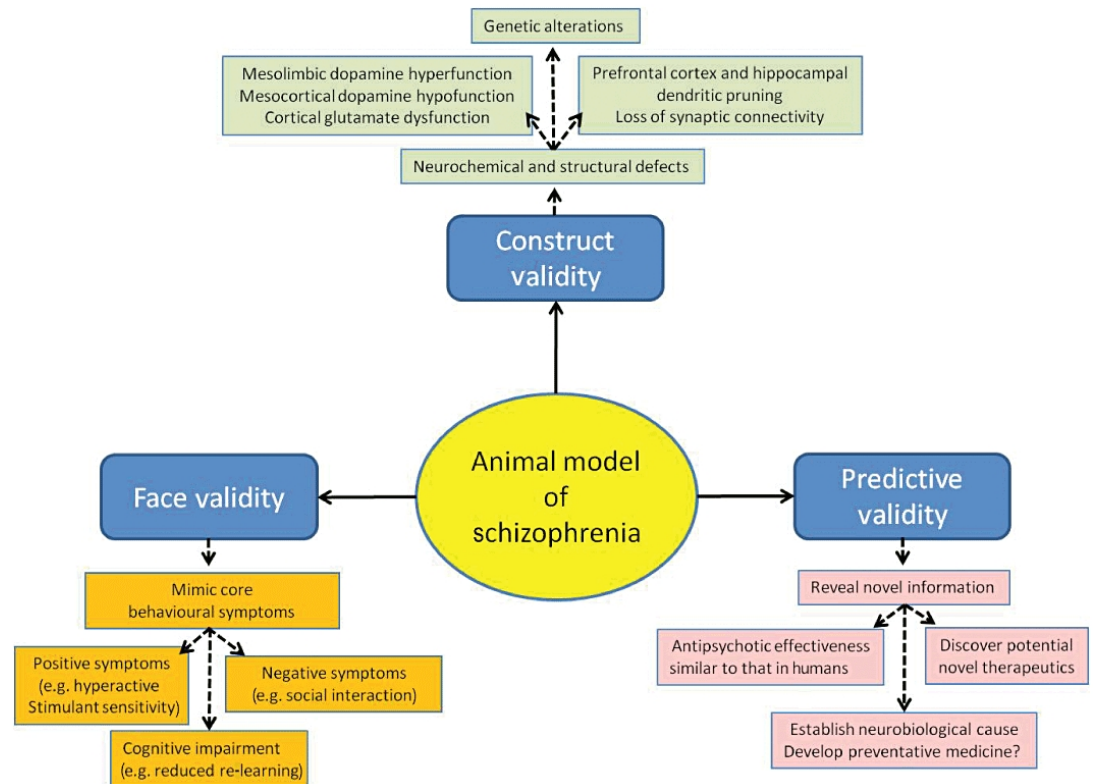 Genetic alterations
Mesolimbic dopamine hyperfunction
Mesocortical dopamine hypofunction
Cortical glutamate dysfunction
Prefrontal cortex and hippocampal
dendritic pruning
Loss of synaptic connectivity
Neurochemical and structural defects
Construct
validity
Animal model
of
schizophrenia
Face validity
Mimic core
behavioural symptoms
Positive symptoms
(e.g. hyperactive
Stimulant sensitivity)
Negative symptoms
(e.g. social interaction)
Cognitive impairment
(e.g. reduced re-learning)
Predictive
validity
Reveal novel information
Antipsychotic effectiveness
similar to that in humans
Discover potential
novel therapeutics
Establish neurobiological cause
Develop preventative medicine?